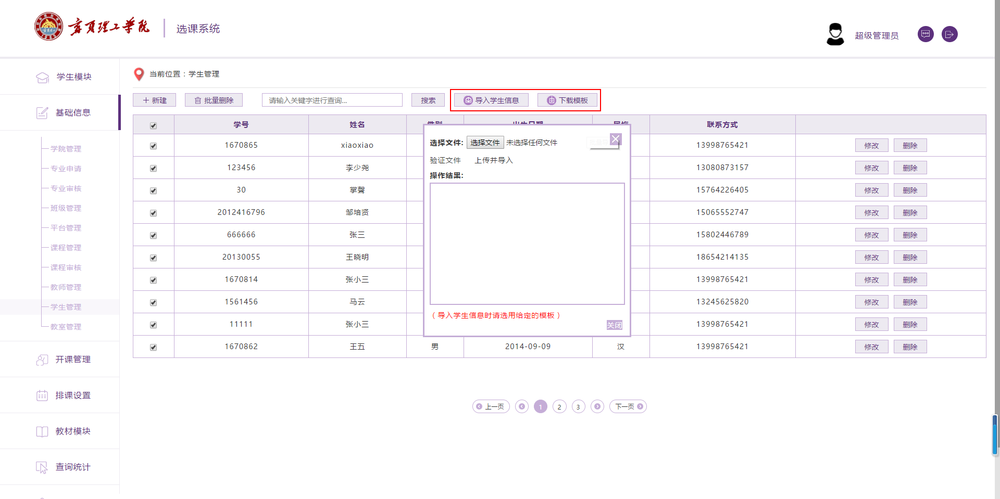 宁夏理工学院
选课系统
超级管理员
学生模块
基础信息
学院管理
专业申请
专业审核
班级管理
平台管理
课程管理
课程审核
教师管理
学生管理
教室管理
开课管理
排课设置
教材模块
查询统计
当前位置：学生管理
新建 批量删除 请输入关键字进行查询... 搜索 导入学生信息 下载模板
学号 姓名 性别 出生日期 民族 联系方式
1670865 xiaoxiao 13998765421 修改 删除
123456 李少尧 13080873157 修改 删除
30 掌聲 15764226405 修改 删除
2012416796 邹培贤 15065552747 修改 删除
666666 张三 15802446789 修改 删除
20130055 王晓明 18654214135 修改 删除
1670814 张小三 13998765421 修改 删除
1561456 马云 13245625820 修改 删除
11111 张小三 13998765421 修改 删除
1670862 王五 男 2014-09-09 汉 13998765421 修改 删除
选择文件: 选择文件 未选择任何文件
验证文件 上传并导入
操作结果:
（导入学生信息时请选用给定的模板）
关闭
上一页 1 2 3 下一页